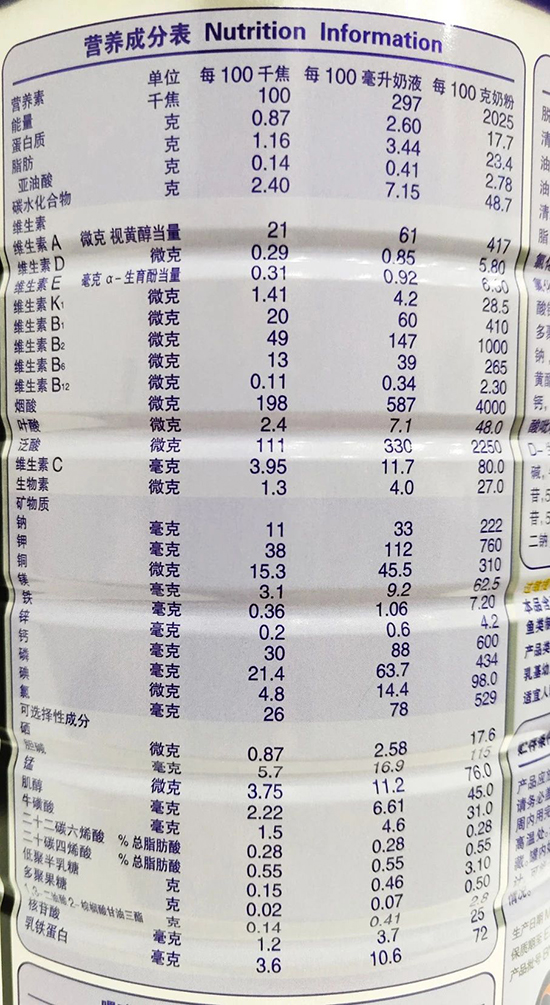 营养成分表 Nutrition Information
营养素 单位 每100千焦 每100毫升奶液 每100克奶粉
能量 千焦 100 297 2025
蛋白质 克 0.87 2.60 17.7
脂肪 克 1.16 3.44 23.4
亚油酸 克 0.14 0.41 2.78
碳水化合物 克 2.40 7.15 48.7
维生素
维生素A 微克 视黄醇当量 21 61 417
维生素D 微克 0.29 0.85 5.80
维生素E 毫克 α-生育酚当量 0.31 0.92 6.30
维生素K₁ 微克 1.41 4.2 28.5
维生素B₁ 微克 20 60 410
维生素B₂ 微克 49 147 1000
维生素B₆ 微克 13 39 265
维生素B₁₂ 微克 0.11 0.34 2.30
烟酸 微克 198 587 4000
叶酸 微克 2.4 7.1 48.0
泛酸 微克 111 330 2250
维生素C 毫克 3.95 11.7 80.0
生物素 微克 1.3 4.0 27.0
矿物质
钠 毫克 11 33 222
钾 毫克 38 112 760
铜 微克 15.3 45.5 310
镁 毫克 3.1 9.2 62.5
铁 毫克 0.36 1.06 7.20
锌 毫克 0.2 0.6 4.2
钙 毫克 30 88 600
磷 毫克 21.4 63.7 434
碘 微克 4.8 14.4 98.0
氯 毫克 26 78 529
可选择性成分
硒 微克 0.87 2.58 17.6
胆碱 毫克 5.7 16.9 115
锰 微克 3.75 11.2 76.0
肌醇 毫克 2.22 6.61 45.0
牛磺酸 毫克 1.5 4.6 31.0
二十二碳六烯酸 % 总脂肪酸 0.28 0.28 0.28
二十碳四烯酸 % 总脂肪酸 0.55 0.55 0.55
低聚半乳糖 克 0.15 0.46 3.10
多聚果糖 克 0.02 0.07 0.50
1,3-二油酸2-棕榈酸甘油三酯 克 0.14 0.41 2.8
核苷酸 毫克 1.2 3.7 25
乳铁蛋白 毫克 3.6 10.6 72